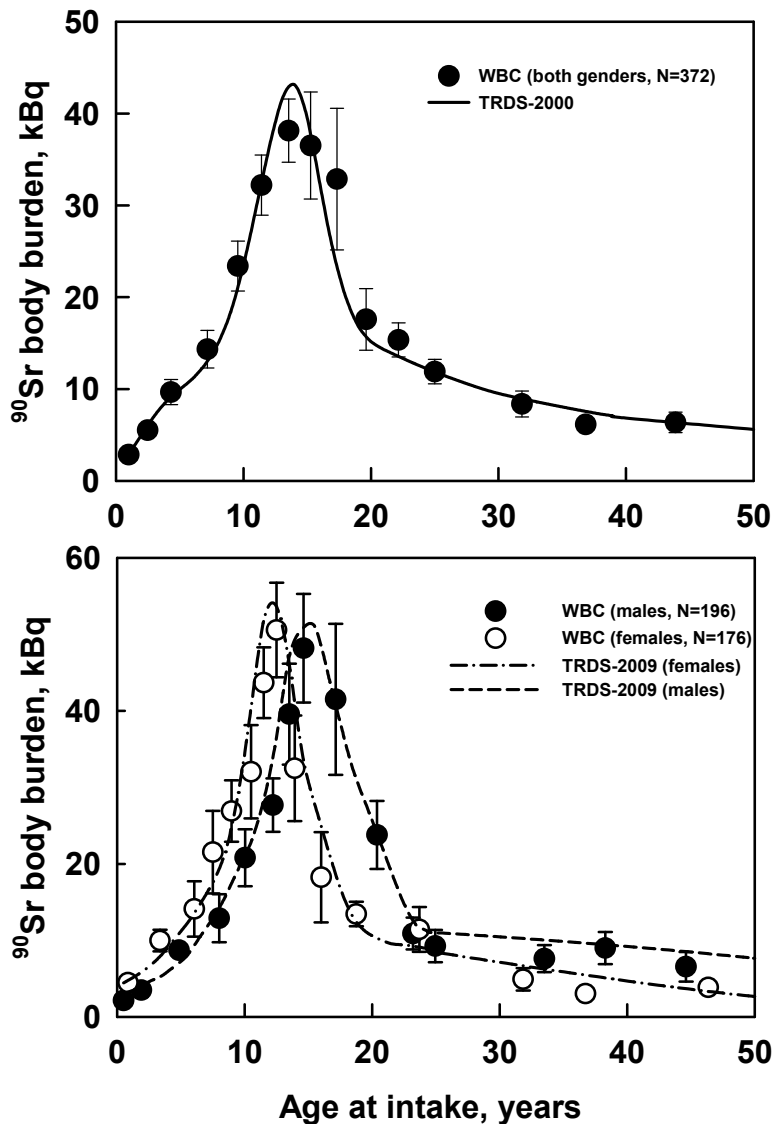 50
40
30
20
10
0
⁹⁰Sr body burden, kBq
WBC (both genders, N=372)
TRDS-2000
0 10 20 30 40 50
60
40
20
0
⁹⁰Sr body burden, kBq
WBC (males, N=196)
WBC (females, N=176)
TRDS-2009 (females)
TRDS-2009 (males)
0 10 20 30 40 50
Age at intake, years